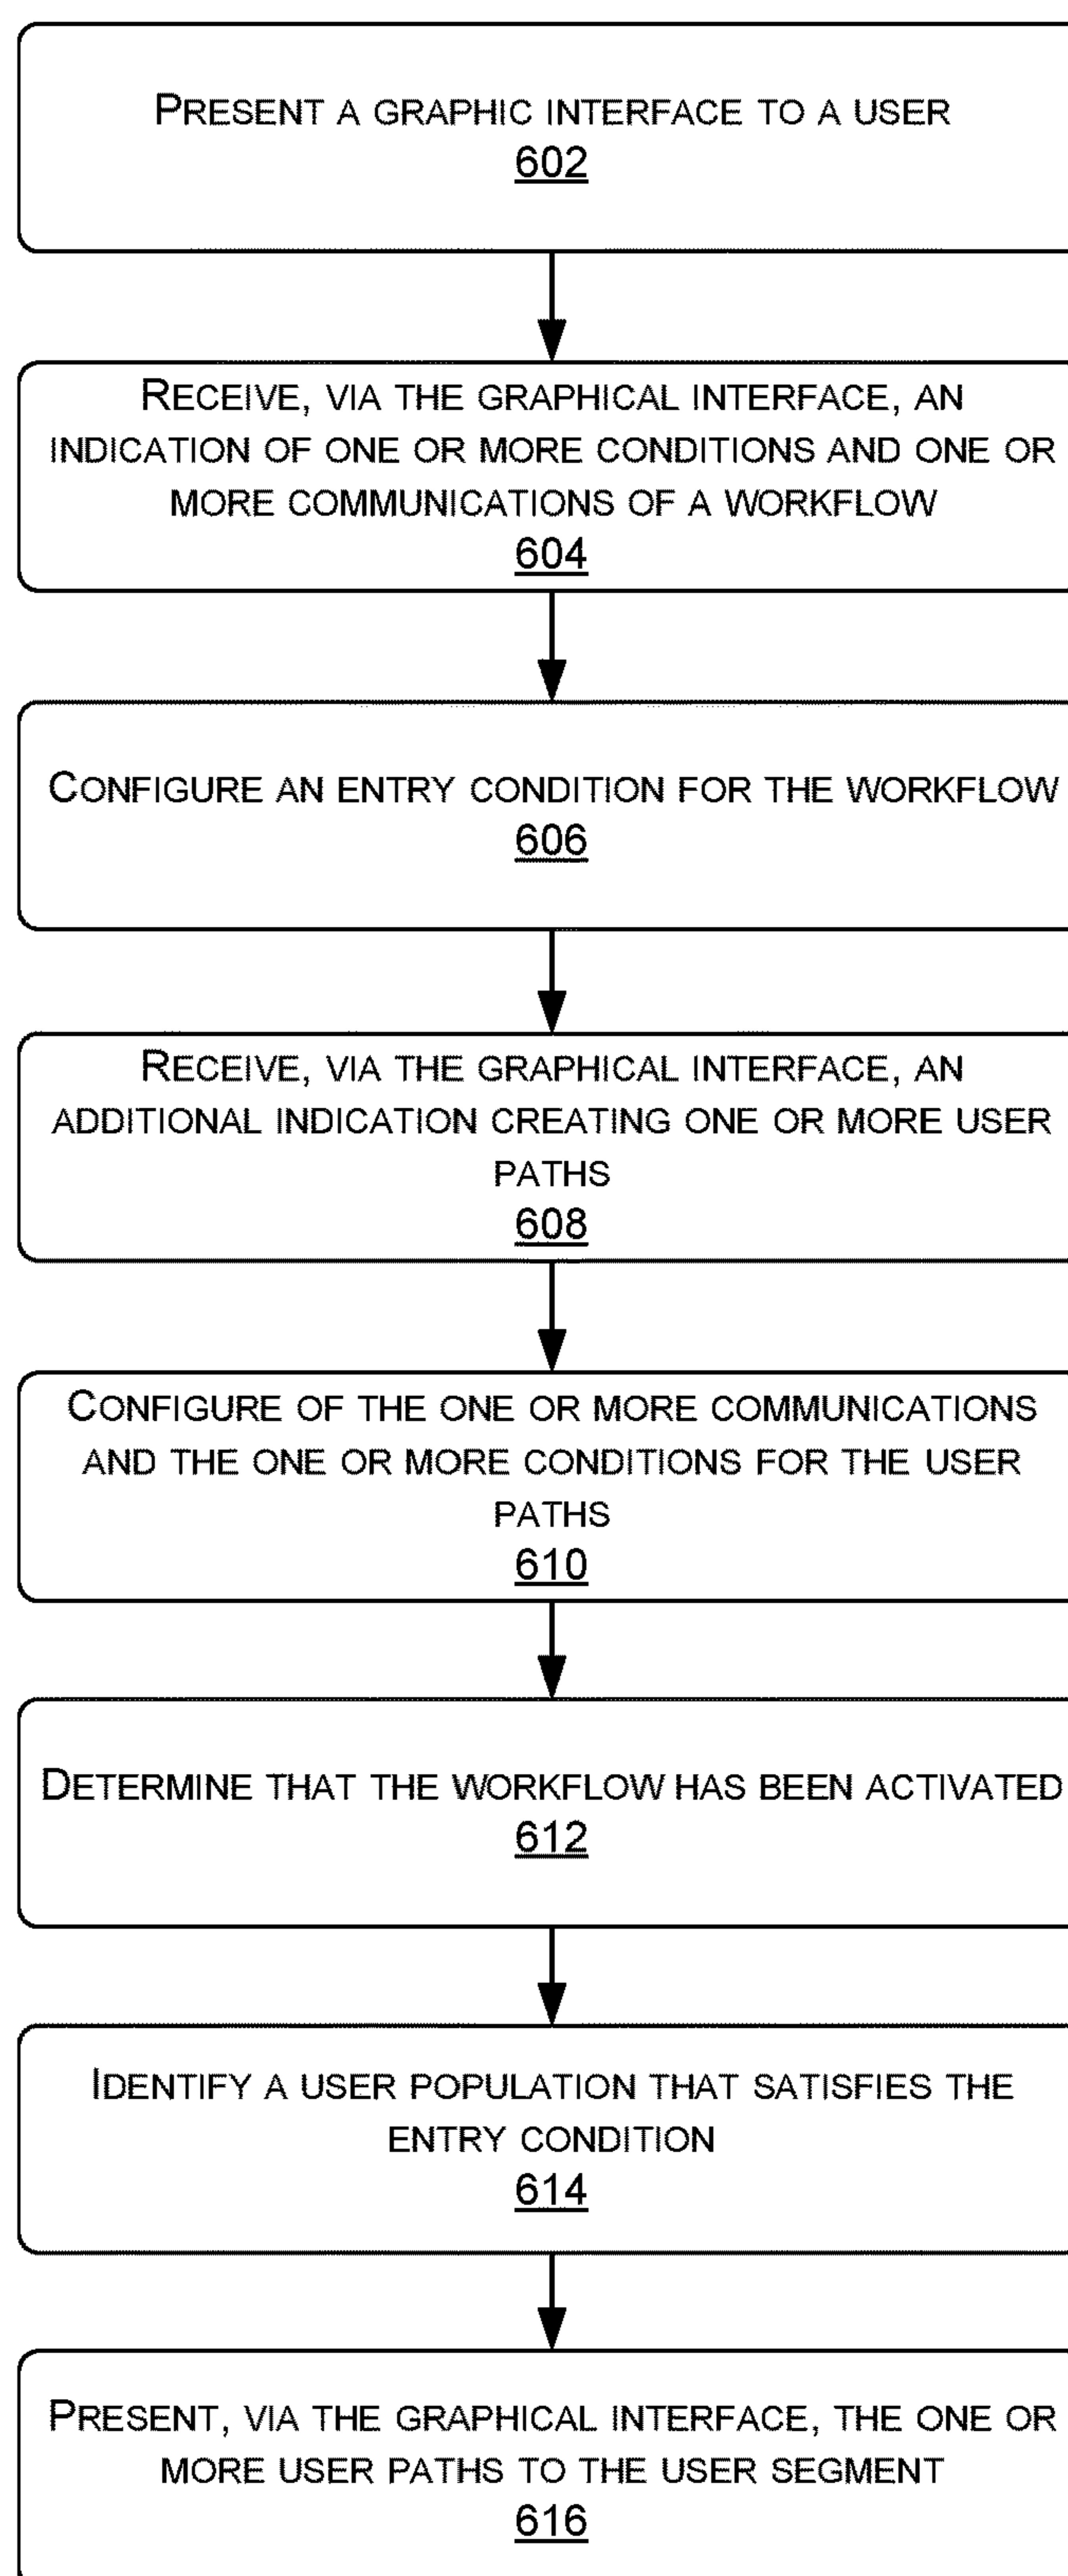 PRESENT A GRAPHIC INTERFACE TO A USER
602
RECEIVE, VIA THE GRAPHICAL INTERFACE, AN
INDICATION OF ONE OR MORE CONDITIONS AND ONE OR
MORE COMMUNICATIONS OF A WORKFLOW
604
CONFIGURE AN ENTRY CONDITION FOR THE WORKFLOW
606
RECEIVE, VIA THE GRAPHICAL INTERFACE, AN
ADDITIONAL INDICATION CREATING ONE OR MORE USER
PATHS
608
CONFIGURE OF THE ONE OR MORE COMMUNICATIONS
AND THE ONE OR MORE CONDITIONS FOR THE USER
PATHS
610
DETERMINE THAT THE WORKFLOW HAS BEEN ACTIVATED
612
IDENTIFY A USER POPULATION THAT SATISFIES THE
ENTRY CONDITION
614
PRESENT, VIA THE GRAPHICAL INTERFACE, THE ONE OR
MORE USER PATHS TO THE USER SEGMENT
616